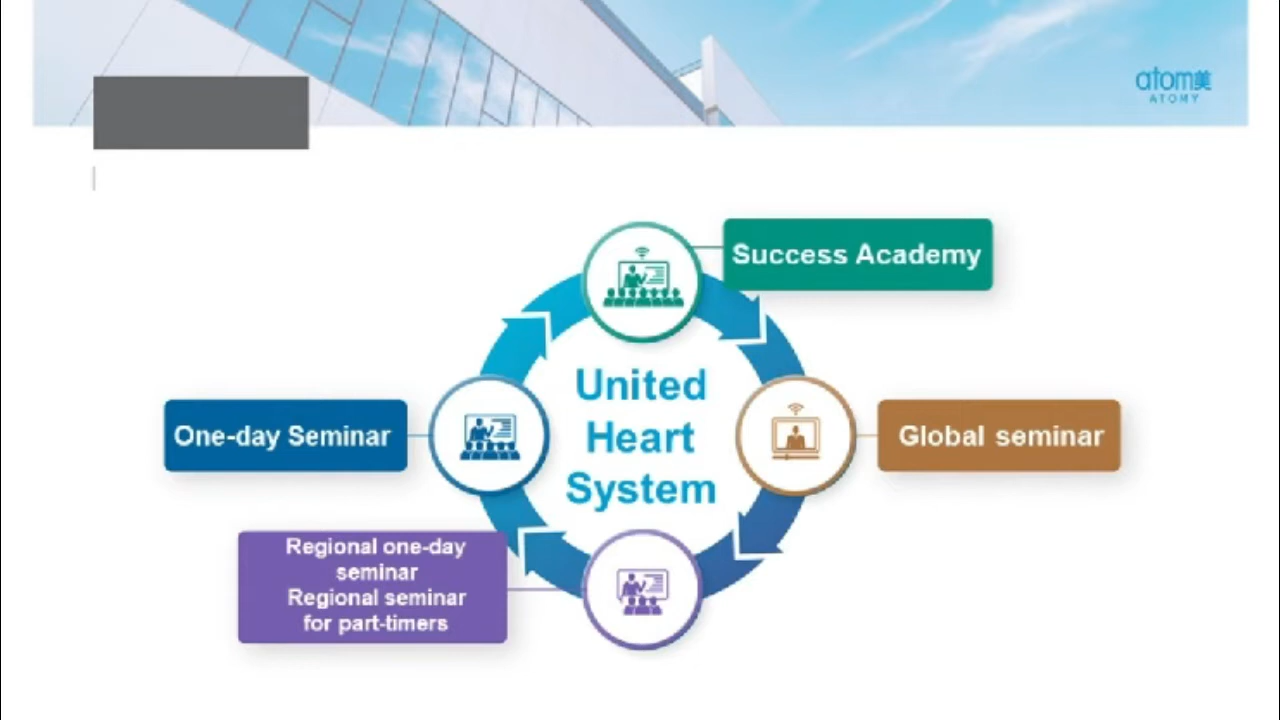 atom美
ATOMY
Success Academy
United
Heart
System
One-day Seminar
Global seminar
Regional one-day
seminar
Regional seminar
for part-timers